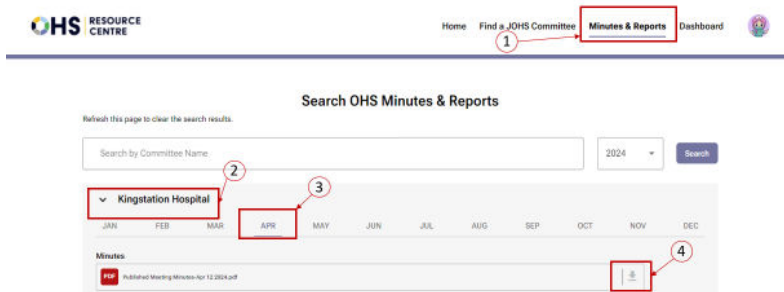 OHS RESOURCE CENTRE
Home Find a JOHS Committee Minutes & Reports Dashboard
1
Search OHS Minutes & Reports
Refresh this page to clear the search results.
Search by Committee Name 2024 Search
2
3
Kingstation Hospital
JAN FEB MAR APR MAY JUN JUL AUG SEP OCT NOV DEC
4
Minutes
PDF Published Meeting Minutes-Apr 12 2024.pdf